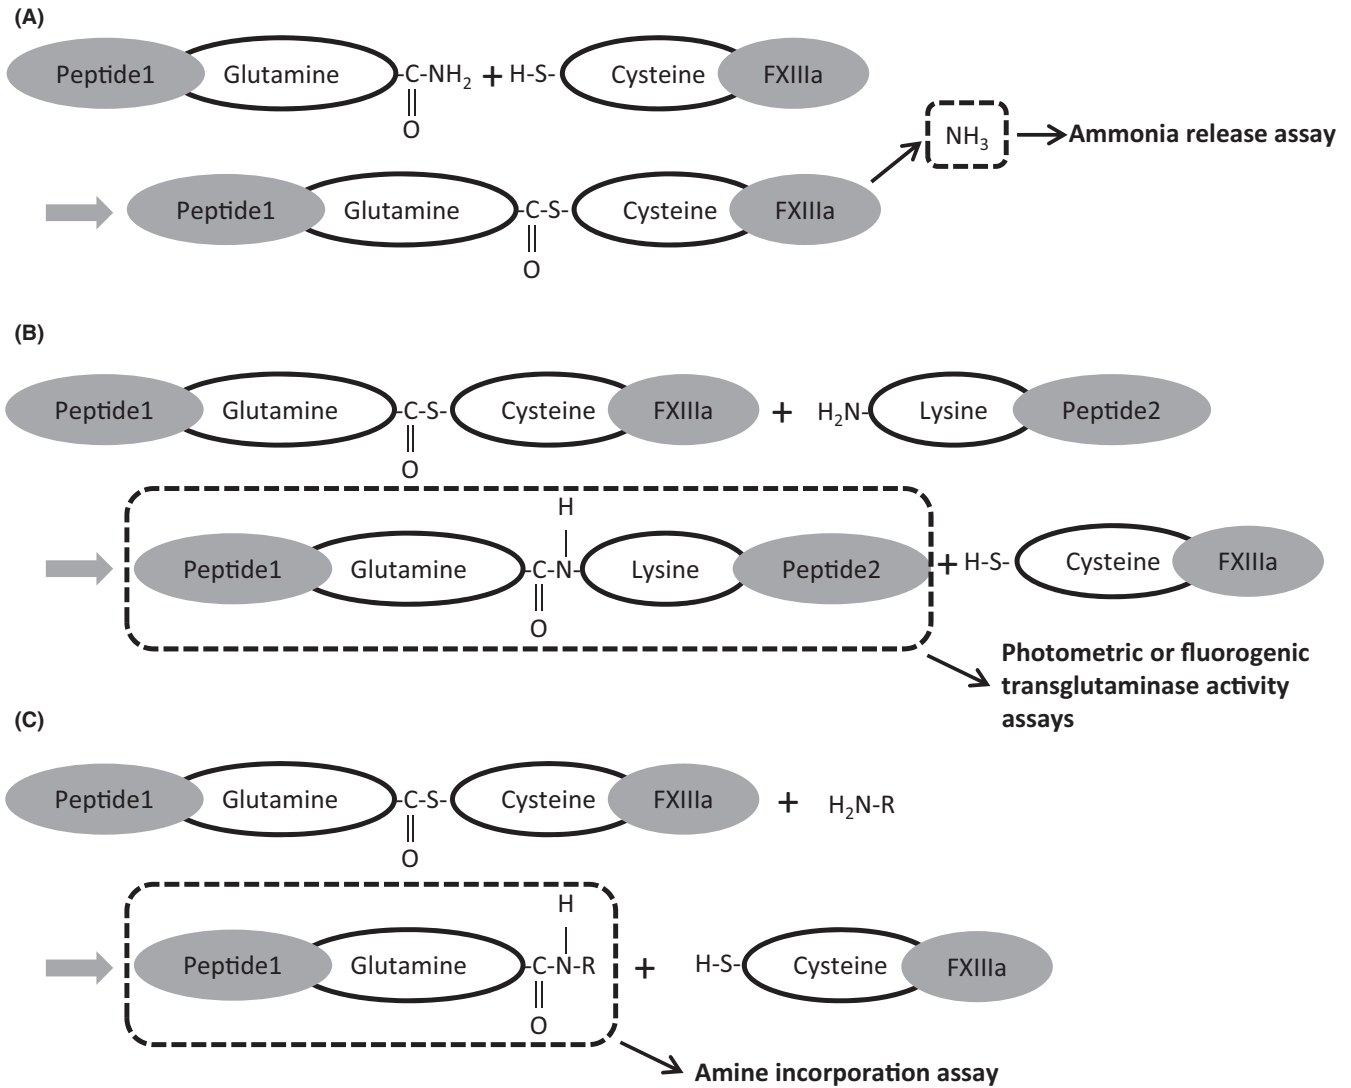 (A)
Peptide1 Glutamine -C-NH2 + H-S- Cysteine FXIIIa
O
NH3 Ammonia release assay
Peptide1 Glutamine -C-S- Cysteine FXIIIa
O
(B)
Peptide1 Glutamine -C-S- Cysteine FXIIIa + H2N- Lysine Peptide2
O
H
Peptide1 Glutamine -C-N- Lysine Peptide2 + H-S- Cysteine FXIIIa
O
Photometric or fluorogenic
transglutaminase activity
assays
(C)
Peptide1 Glutamine -C-S- Cysteine FXIIIa + H2N-R
O
H
Peptide1 Glutamine -C-N-R + H-S- Cysteine FXIIIa
O
Amine incorporation assay